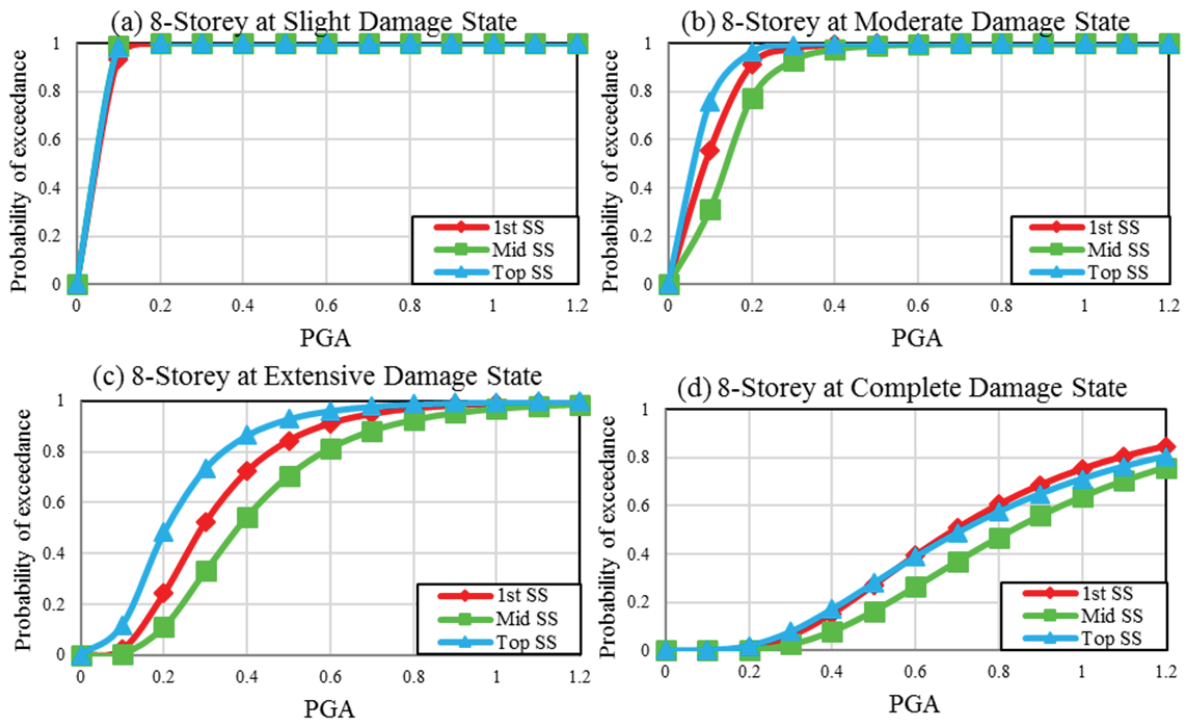 (a) 8-Storey at Slight Damage State
Probability of exceedance
1
0.8
0.6
0.4
0.2
0
0 0.2 0.4 0.6 0.8 1 1.2
PGA
1st SS
Mid SS
Top SS
(b) 8-Storey at Moderate Damage State
Probability of exceedance
1
0.8
0.6
0.4
0.2
0
0 0.2 0.4 0.6 0.8 1 1.2
PGA
1st SS
Mid SS
Top SS
(c) 8-Storey at Extensive Damage State
Probability of exceedance
1
0.8
0.6
0.4
0.2
0
0 0.2 0.4 0.6 0.8 1 1.2
PGA
1st SS
Mid SS
Top SS
(d) 8-Storey at Complete Damage State
Probability of exceedance
1
0.8
0.6
0.4
0.2
0
0 0.2 0.4 0.6 0.8 1 1.2
PGA
1st SS
Mid SS
Top SS